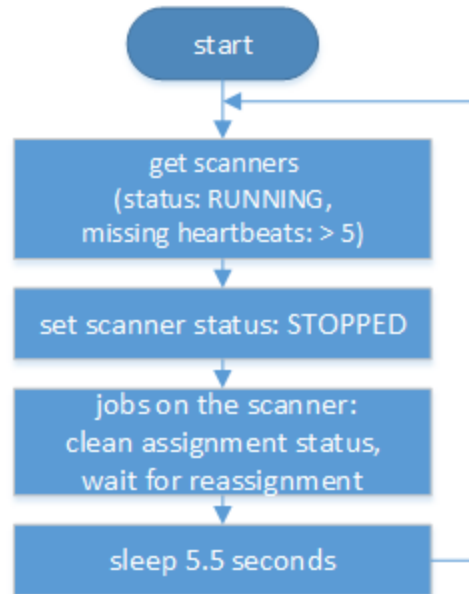 start
get scanners
(status: RUNNING,
missing heartbeats: > 5)
set scanner status: STOPPED
jobs on the scanner:
clean assignment status,
wait for reassignment
sleep 5.5 seconds